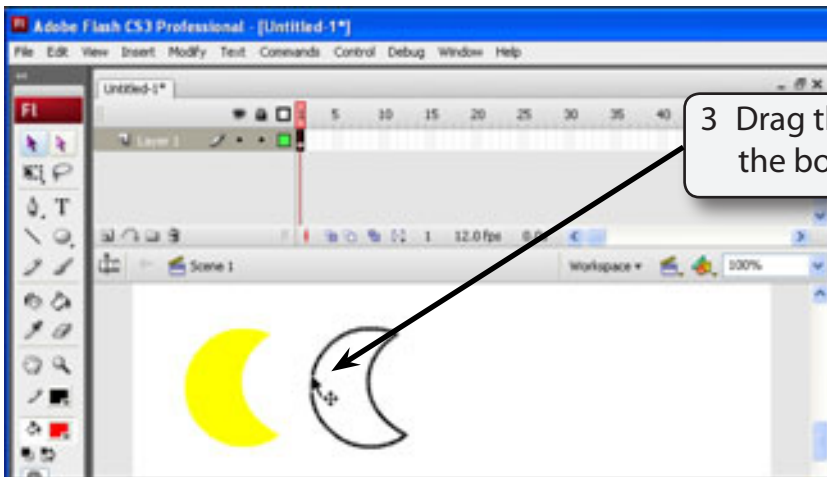 Adobe Flash CS3 Professional - [Untitled-1*]
File Edit View Insert Modify Text Commands Control Debug Window Help
Untitled-1*
Fl
5 10 15 20 25 30 35 40
Layer 1
3 Drag th
the bo
T
1 12.0 fps
Scene 1 Workspace 100%